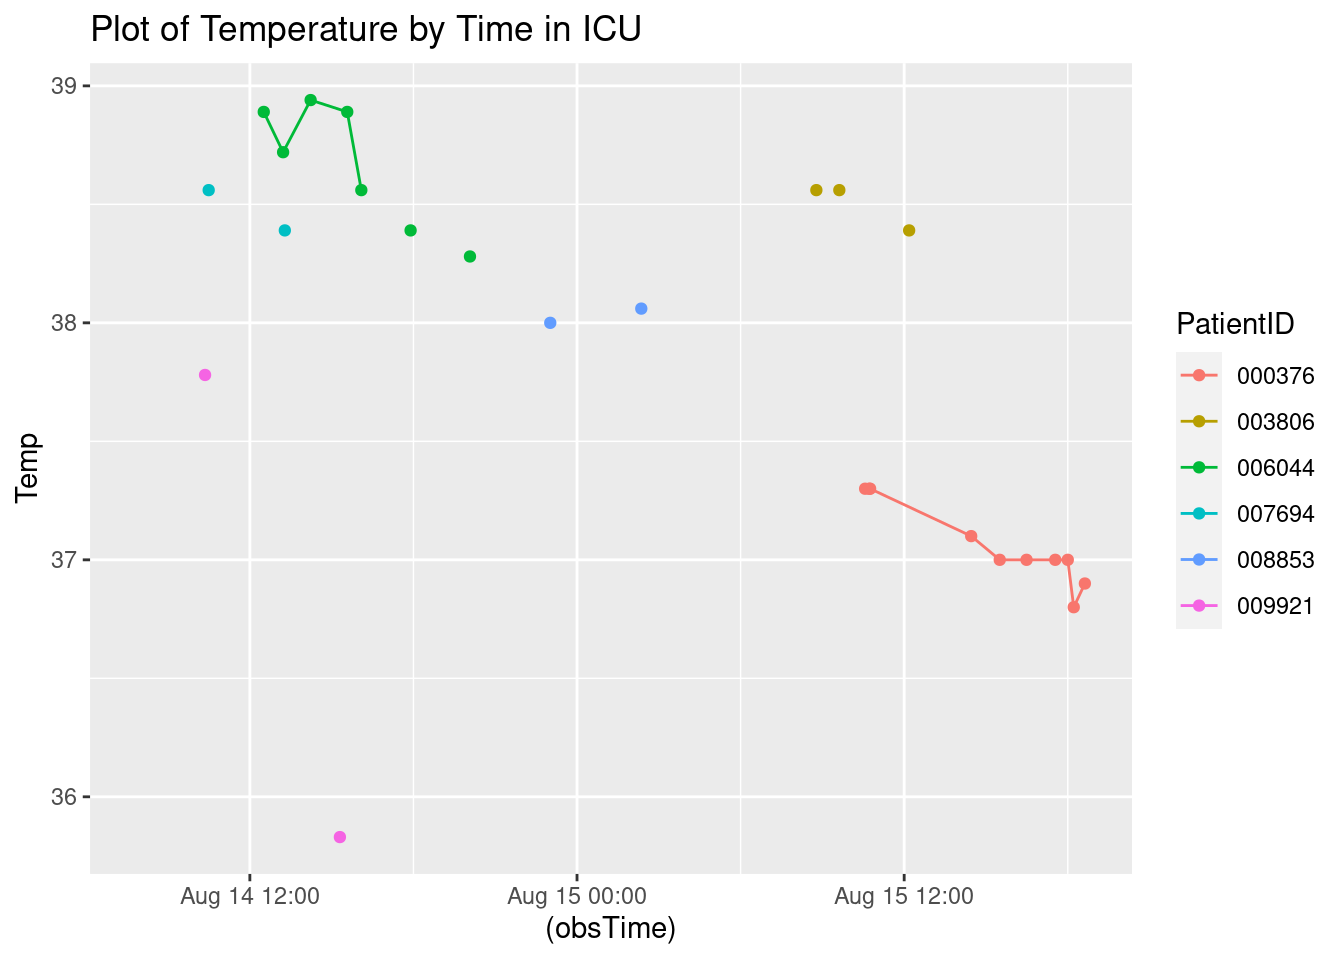 Plot of Temperature by Time in ICU
39
38
37
36
Temp
Aug 14 12:00
Aug 15 00:00
Aug 15 12:00
(obsTime)
PatientID
000376
003806
006044
007694
008853
009921